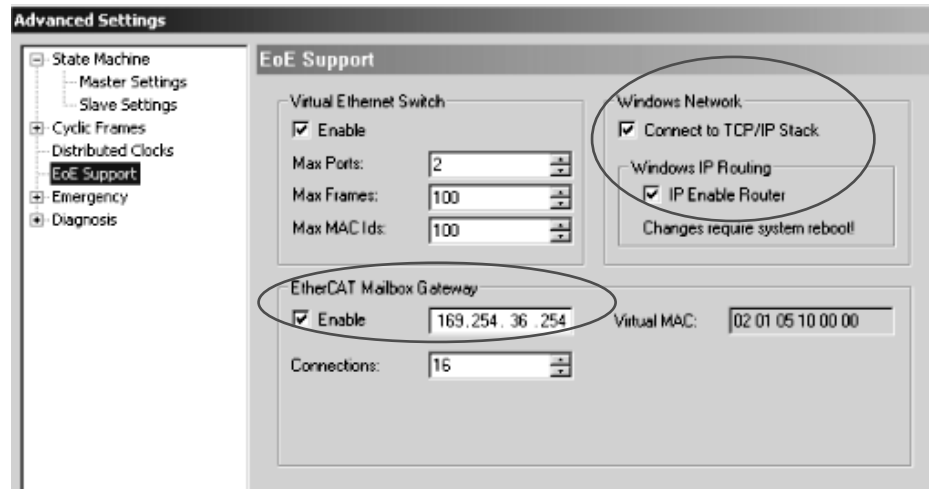 Advanced Settings
State Machine
Master Settings
Slave Settings
Cyclic Frames
Distributed Clocks
EoE Support
Emergency
Diagnosis
EoE Support
Virtual Ethernet Switch
Enable
Max Ports: 2
Max Frames: 100
Max MAC Ids: 100
Windows Network
Connect to TCP/IP Stack
Windows IP Routing
IP Enable Router
Changes require system reboot!
EtherCAT Mailbox Gateway
Enable 169.254. 36 .254 Virtual MAC: 02 01 05 10 00 00
Connections: 16